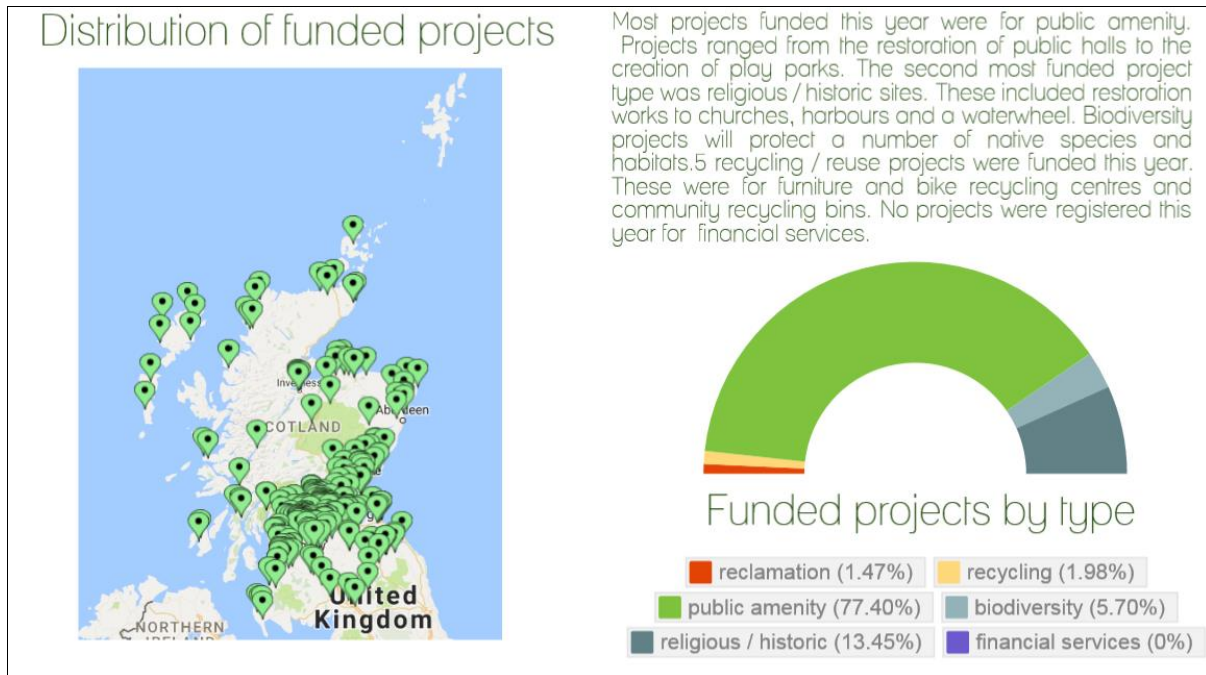 Distribution of funded projects
Inverness
Aberdeen
COTLAND
United
Kingdom
NORTHERN
Most projects funded this year were for public amenity.
Projects ranged from the restoration of public halls to the
creation of play parks. The second most funded project
type was religious / historic sites. These included restoration
works to churches, harbours and a waterwheel. Biodiversity
projects will protect a number of native species and
habitats.5 recycling / reuse projects were funded this year.
These were for furniture and bike recycling centres and
community recycling bins. No projects were registered this
year for financial services.
Funded projects by type
reclamation (1.47%) recycling (1.98%)
public amenity (77.40%) biodiversity (5.70%)
religious / historic (13.45%) financial services (0%)